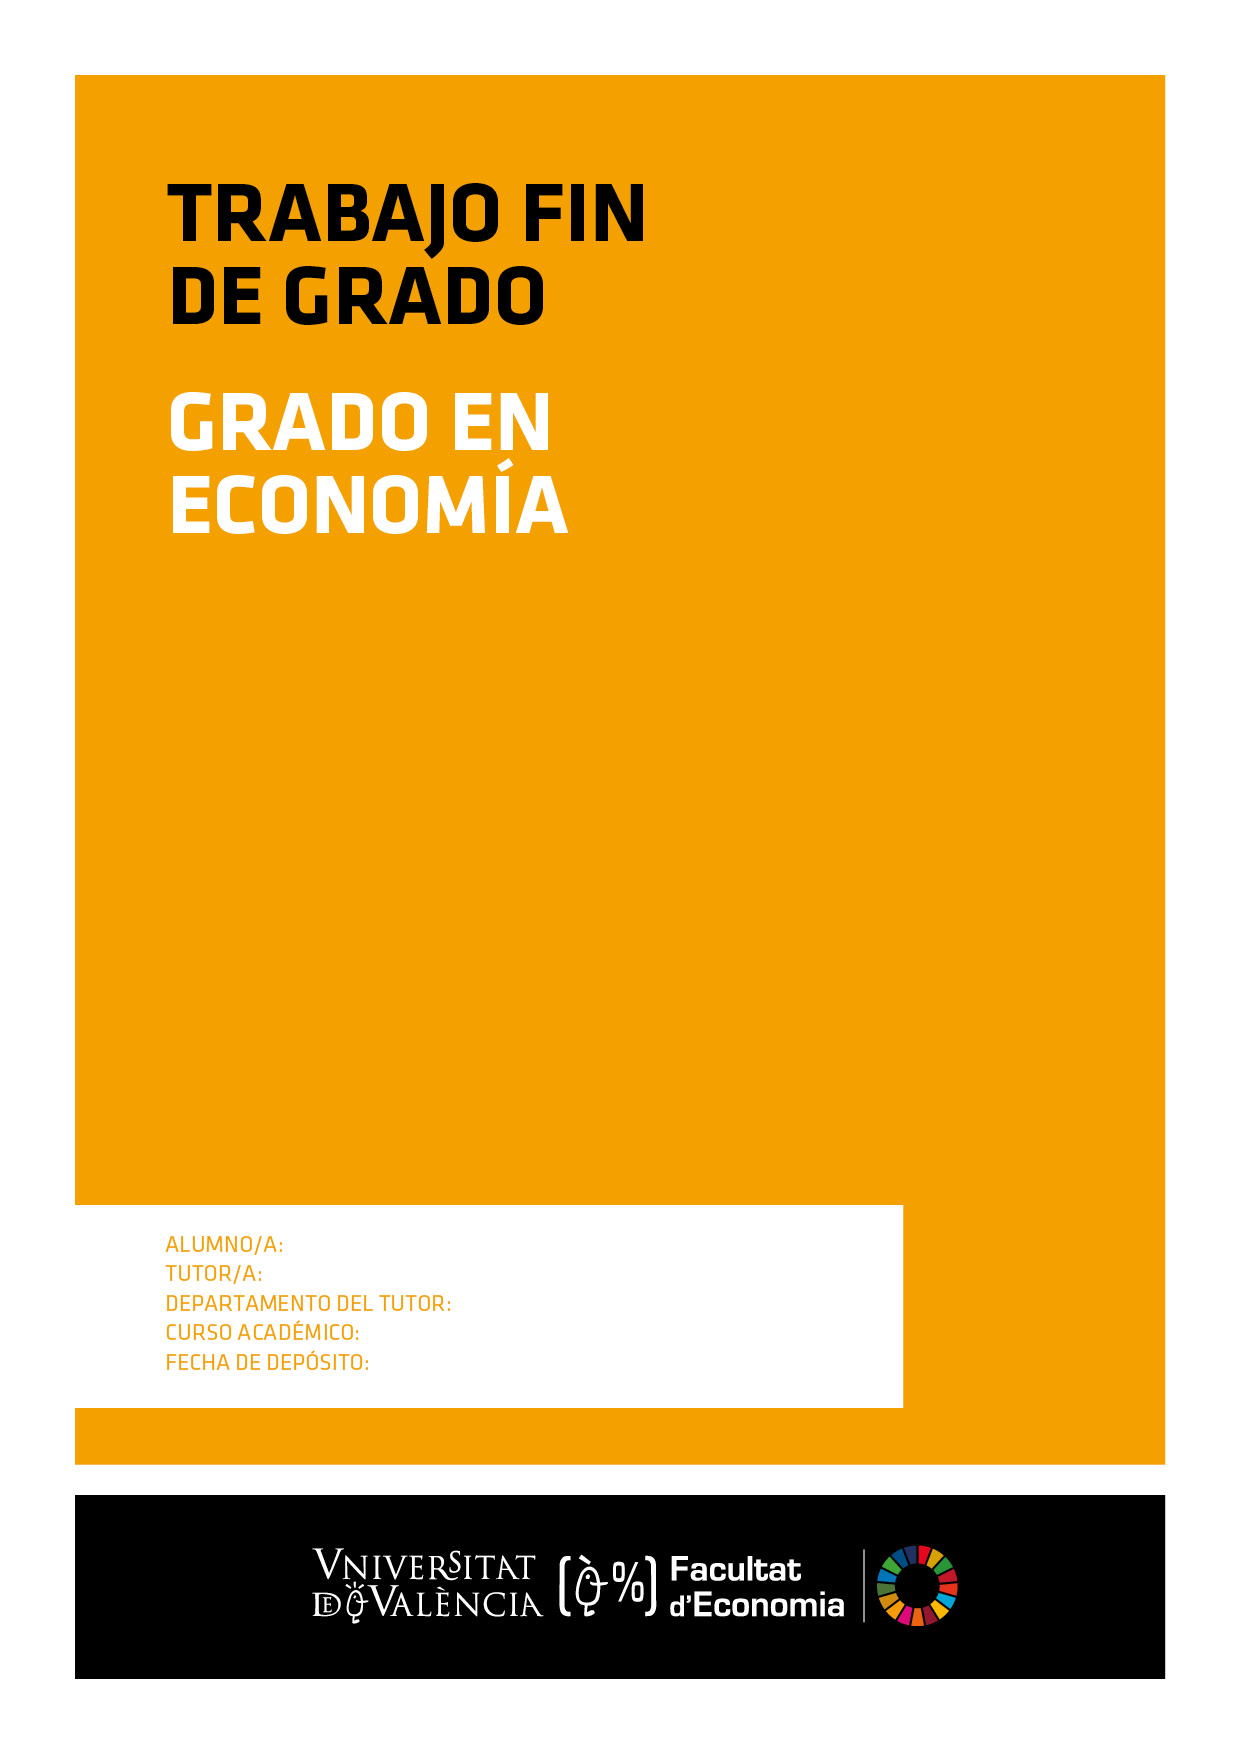 TRABAJO FIN
DE GRADO
GRADO EN
ECONOMÍA
ALUMNO/A:
TUTOR/A:
DEPARTAMENTO DEL TUTOR:
CURSO ACADÉMICO:
FECHA DE DEPÓSITO:
VNIVERSITAT
DE VALÈNCIA
[ò%]
Facultat
d'Economia